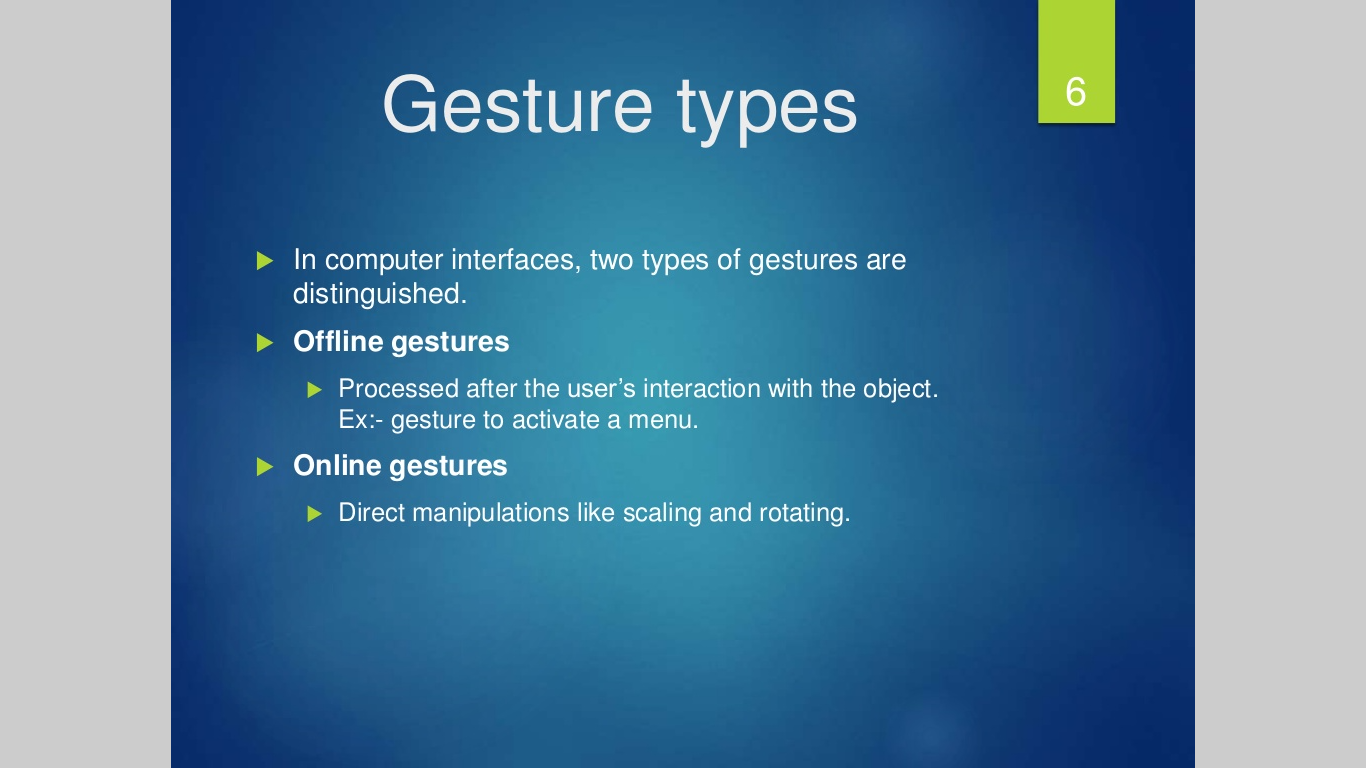 Gesture types
6
In computer interfaces, two types of gestures are
distinguished.
Offline gestures
Processed after the user’s interaction with the object.
Ex:- gesture to activate a menu.
Online gestures
Direct manipulations like scaling and rotating.